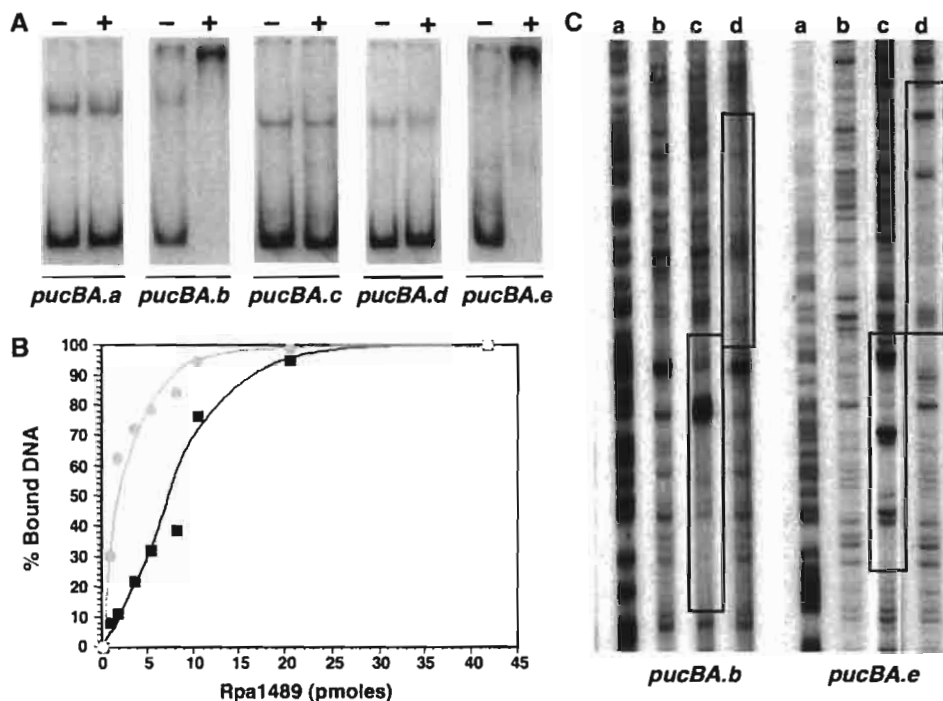 A
− + − + − + − + − +
pucBA.a pucBA.b pucBA.c pucBA.d pucBA.e
B
100
90
80
70
60
50
40
30
20
10
0
% Bound DNA
0 5 10 15 20 25 30 35 40 45
Rpa1489 (pmoles)
C
a b c d a b c d
pucBA.b pucBA.e